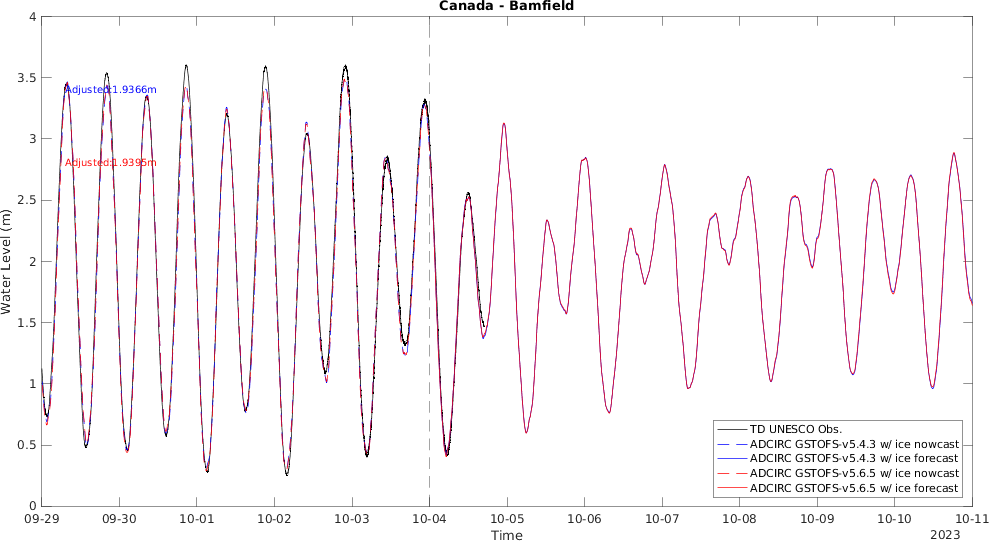 Canada - Bamfield
4
3.5
3
2.5
2
1.5
1
0.5
0
Water Level (m)
Adjusted:1.9366m
Adjusted:1.9395m
TD UNESCO Obs.
ADCIRC GSTOFS-v5.4.3 w/ ice nowcast
ADCIRC GSTOFS-v5.4.3 w/ ice forecast
ADCIRC GSTOFS-v5.6.5 w/ ice nowcast
ADCIRC GSTOFS-v5.6.5 w/ ice forecast
09-29 09-30 10-01 10-02 10-03 10-04 10-05 10-06 10-07 10-08 10-09 10-10 10-11
Time
2023